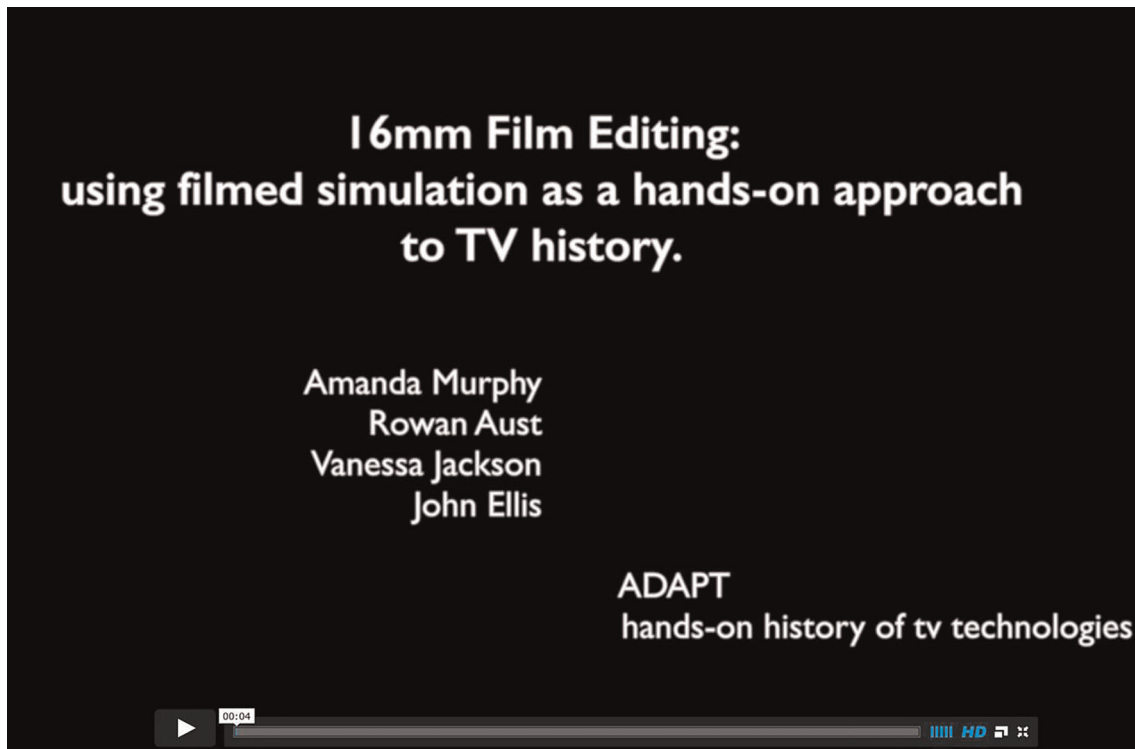 16mm Film Editing:
using filmed simulation as a hands-on approach
to TV history.
Amanda Murphy
Rowan Aust
Vanessa Jackson
John Ellis
ADAPT
hands-on history of tv technologies
00:04
HD